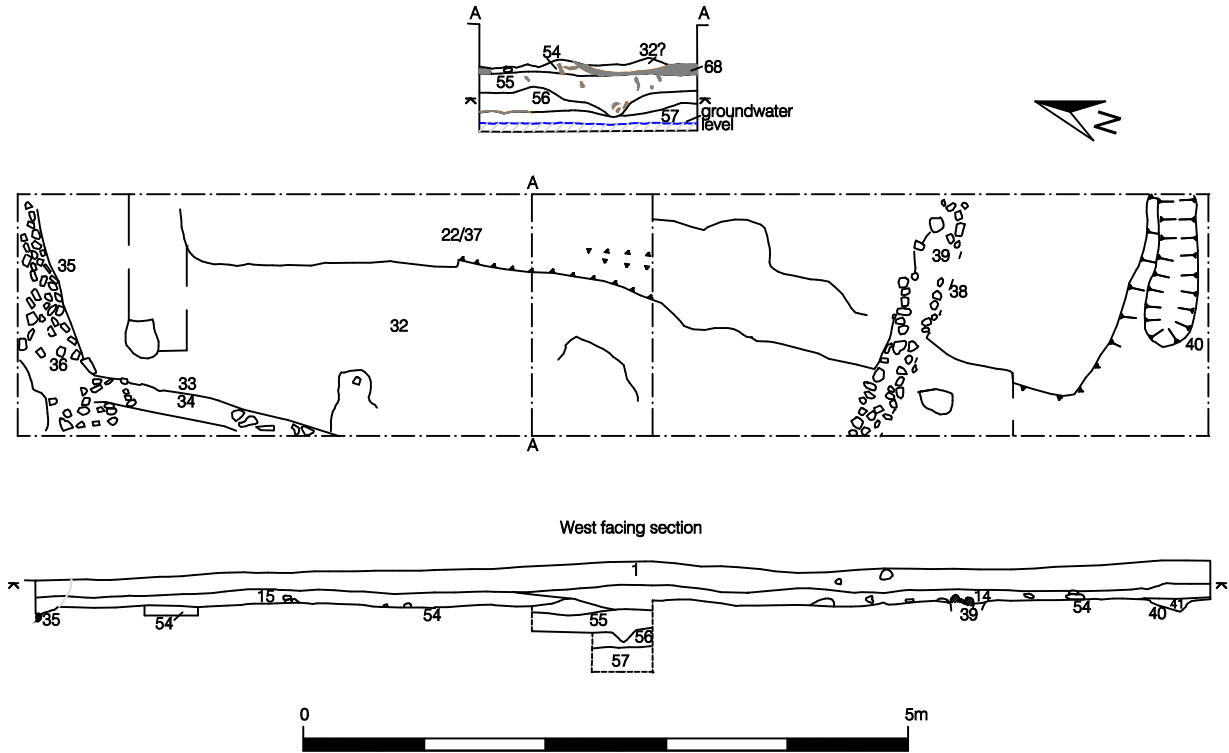 A A
54 32?
68
55
56
57 groundwater
level
N
A
22/37
35
39
38
32
40
36
33
34
A
West facing section
1
15 14
35 54 54 55 39 54 40 41
56
57
0 5m